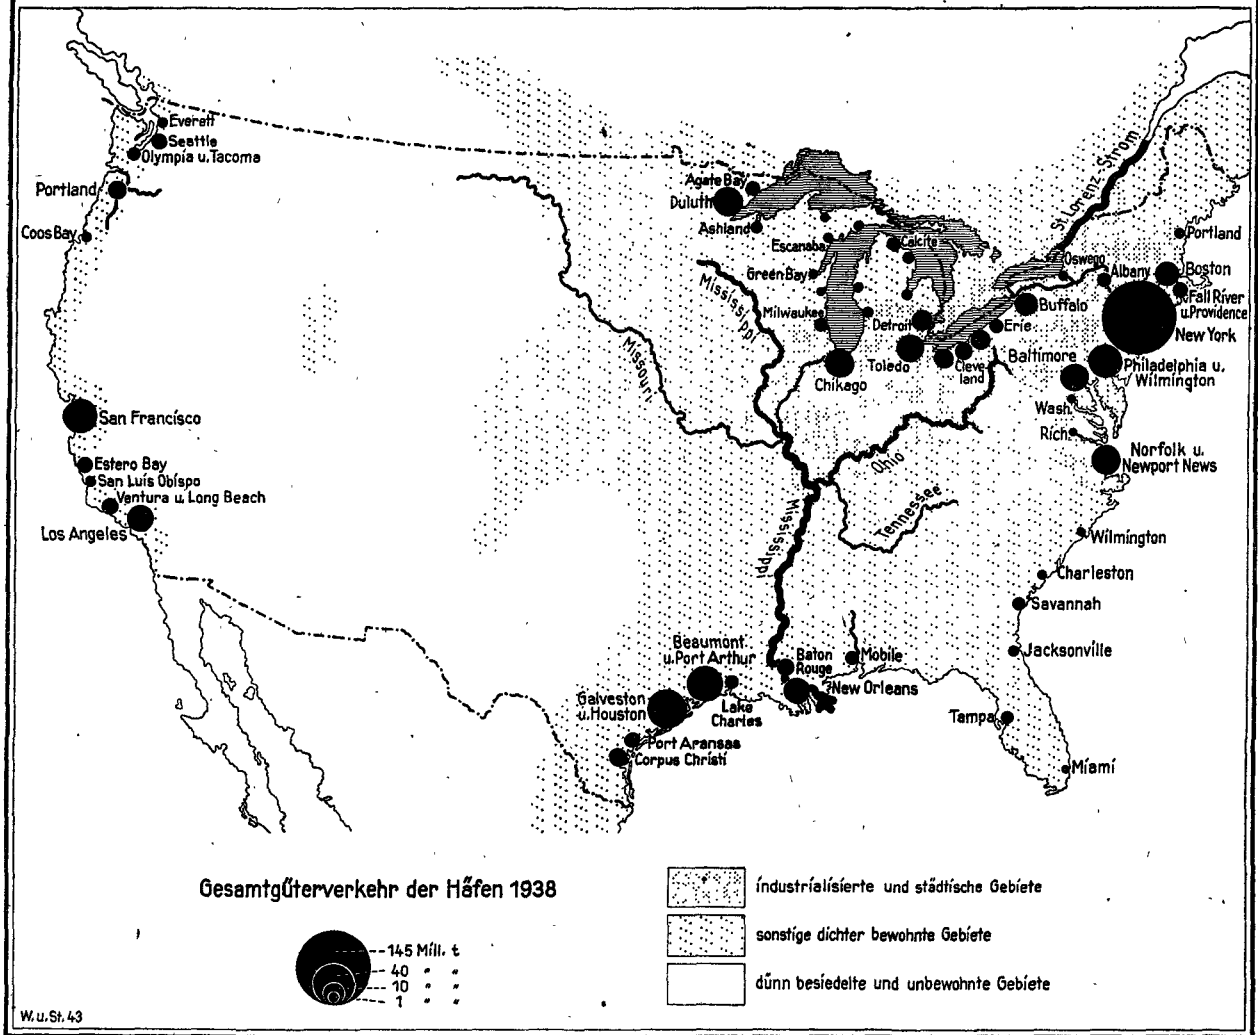 Everett
Seattle
Olympia u. Tacoma
Portland
Coos Bay
San Francisco
Estero Bay
San Luis Obispo
Ventura u. Long Beach
Los Angeles
Missouri
Mississippi
Agate Bay
Duluth
Ashland
Escanaba
Green Bay
Milwaukee
Chikago
Calcite
Detroit
Toledo
Cleve-
land
Erie
Buffalo
Oswego
St Lorenz-Strom
Albany
Portland
Boston
Fall River
u. Providence
New York
Philadelphia u.
Wilmington
Baltimore
Wash.
Rich.
Norfolk u.
Newport News
Ohio
Tennessee
Mississippi
Wilmington
Charleston
Savannah
Jacksonville
Tampa
Miami
Mobile
Baton
Rouge
New Orleans
Lake
Charles
Beaumont
u. Port Arthur
Galveston
u. Houston
Port Aransas
Corpus Christi
Gesamtgüterverkehr der Häfen 1938
145 Mill. t
40 " "
10 " "
1 " "
industrialisierte und städtische Gebiete
sonstige dichter bewohnte Gebiete
dünn besiedelte und unbewohnte Gebiete
W. u. St. 43